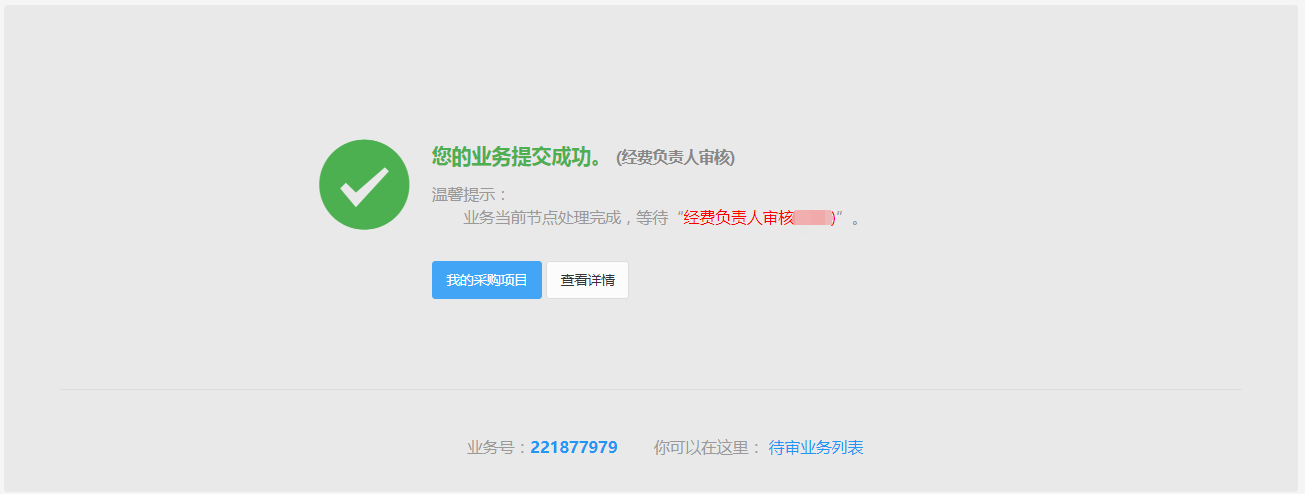 您的业务提交成功。 (经费负责人审核)
温馨提示：
业务当前节点处理完成，等待“经费负责人审核 )”。
我的采购项目 查看详情
业务号：221877979 你可以在这里： 待审业务列表